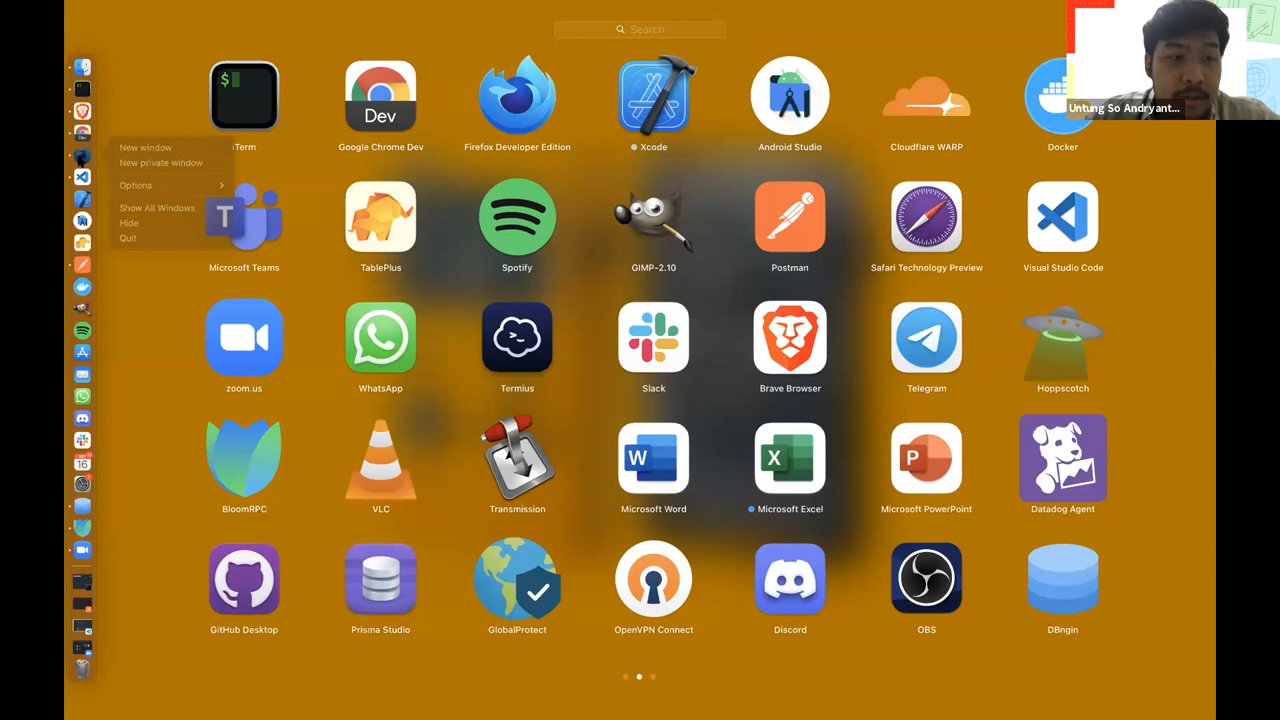 Search
Untung So Andryant...
$
Dev
iTerm
Google Chrome Dev
Firefox Developer Edition
Xcode
Android Studio
Cloudflare WARP
Docker
New window
New private window
Options
Show All Windows
Hide
Quit
T
Microsoft Teams
TablePlus
Spotify
GIMP-2.10
Postman
Safari Technology Preview
Visual Studio Code
zoom.us
WhatsApp
Termius
Slack
Brave Browser
Telegram
Hoppscotch
W
X
P
16
BloomRPC
VLC
Transmission
Microsoft Word
Microsoft Excel
Microsoft PowerPoint
Datadog Agent
GitHub Desktop
Prisma Studio
GlobalProtect
OpenVPN Connect
Discord
OBS
DBngin